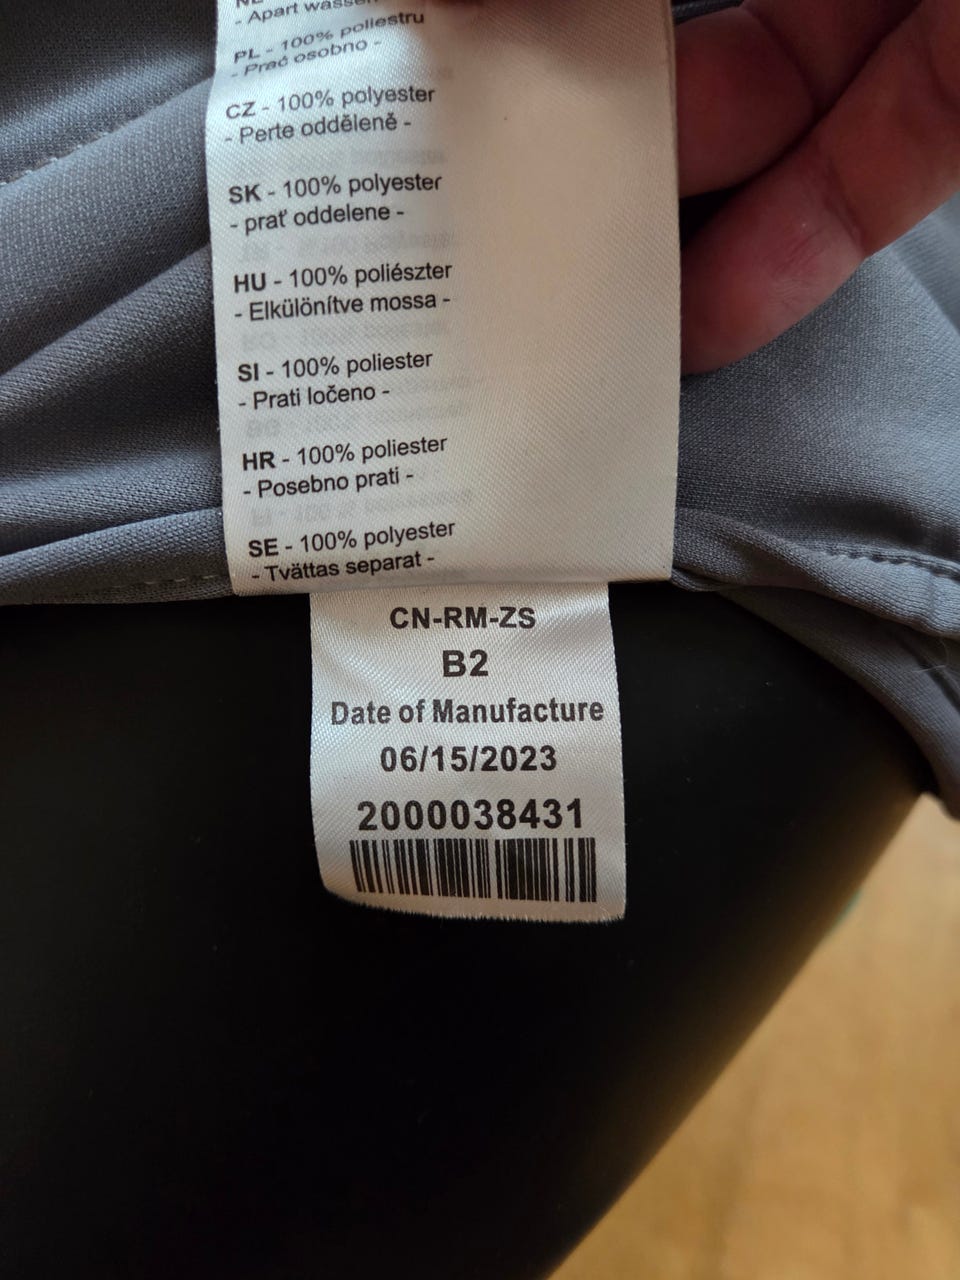 - Apart wassen
PL - 100% poliestru
- Prać osobno -
CZ - 100% polyester
- Perte odděleně -
SK - 100% polyester
- prať oddelene -
HU - 100% poliészter
- Elkülönítve mossa -
SI - 100% poliester
- Prati ločeno -
HR - 100% poliester
- Posebno prati -
SE - 100% polyester
- Tvättas separat -
CN-RM-ZS
B2
Date of Manufacture
06/15/2023
2000038431